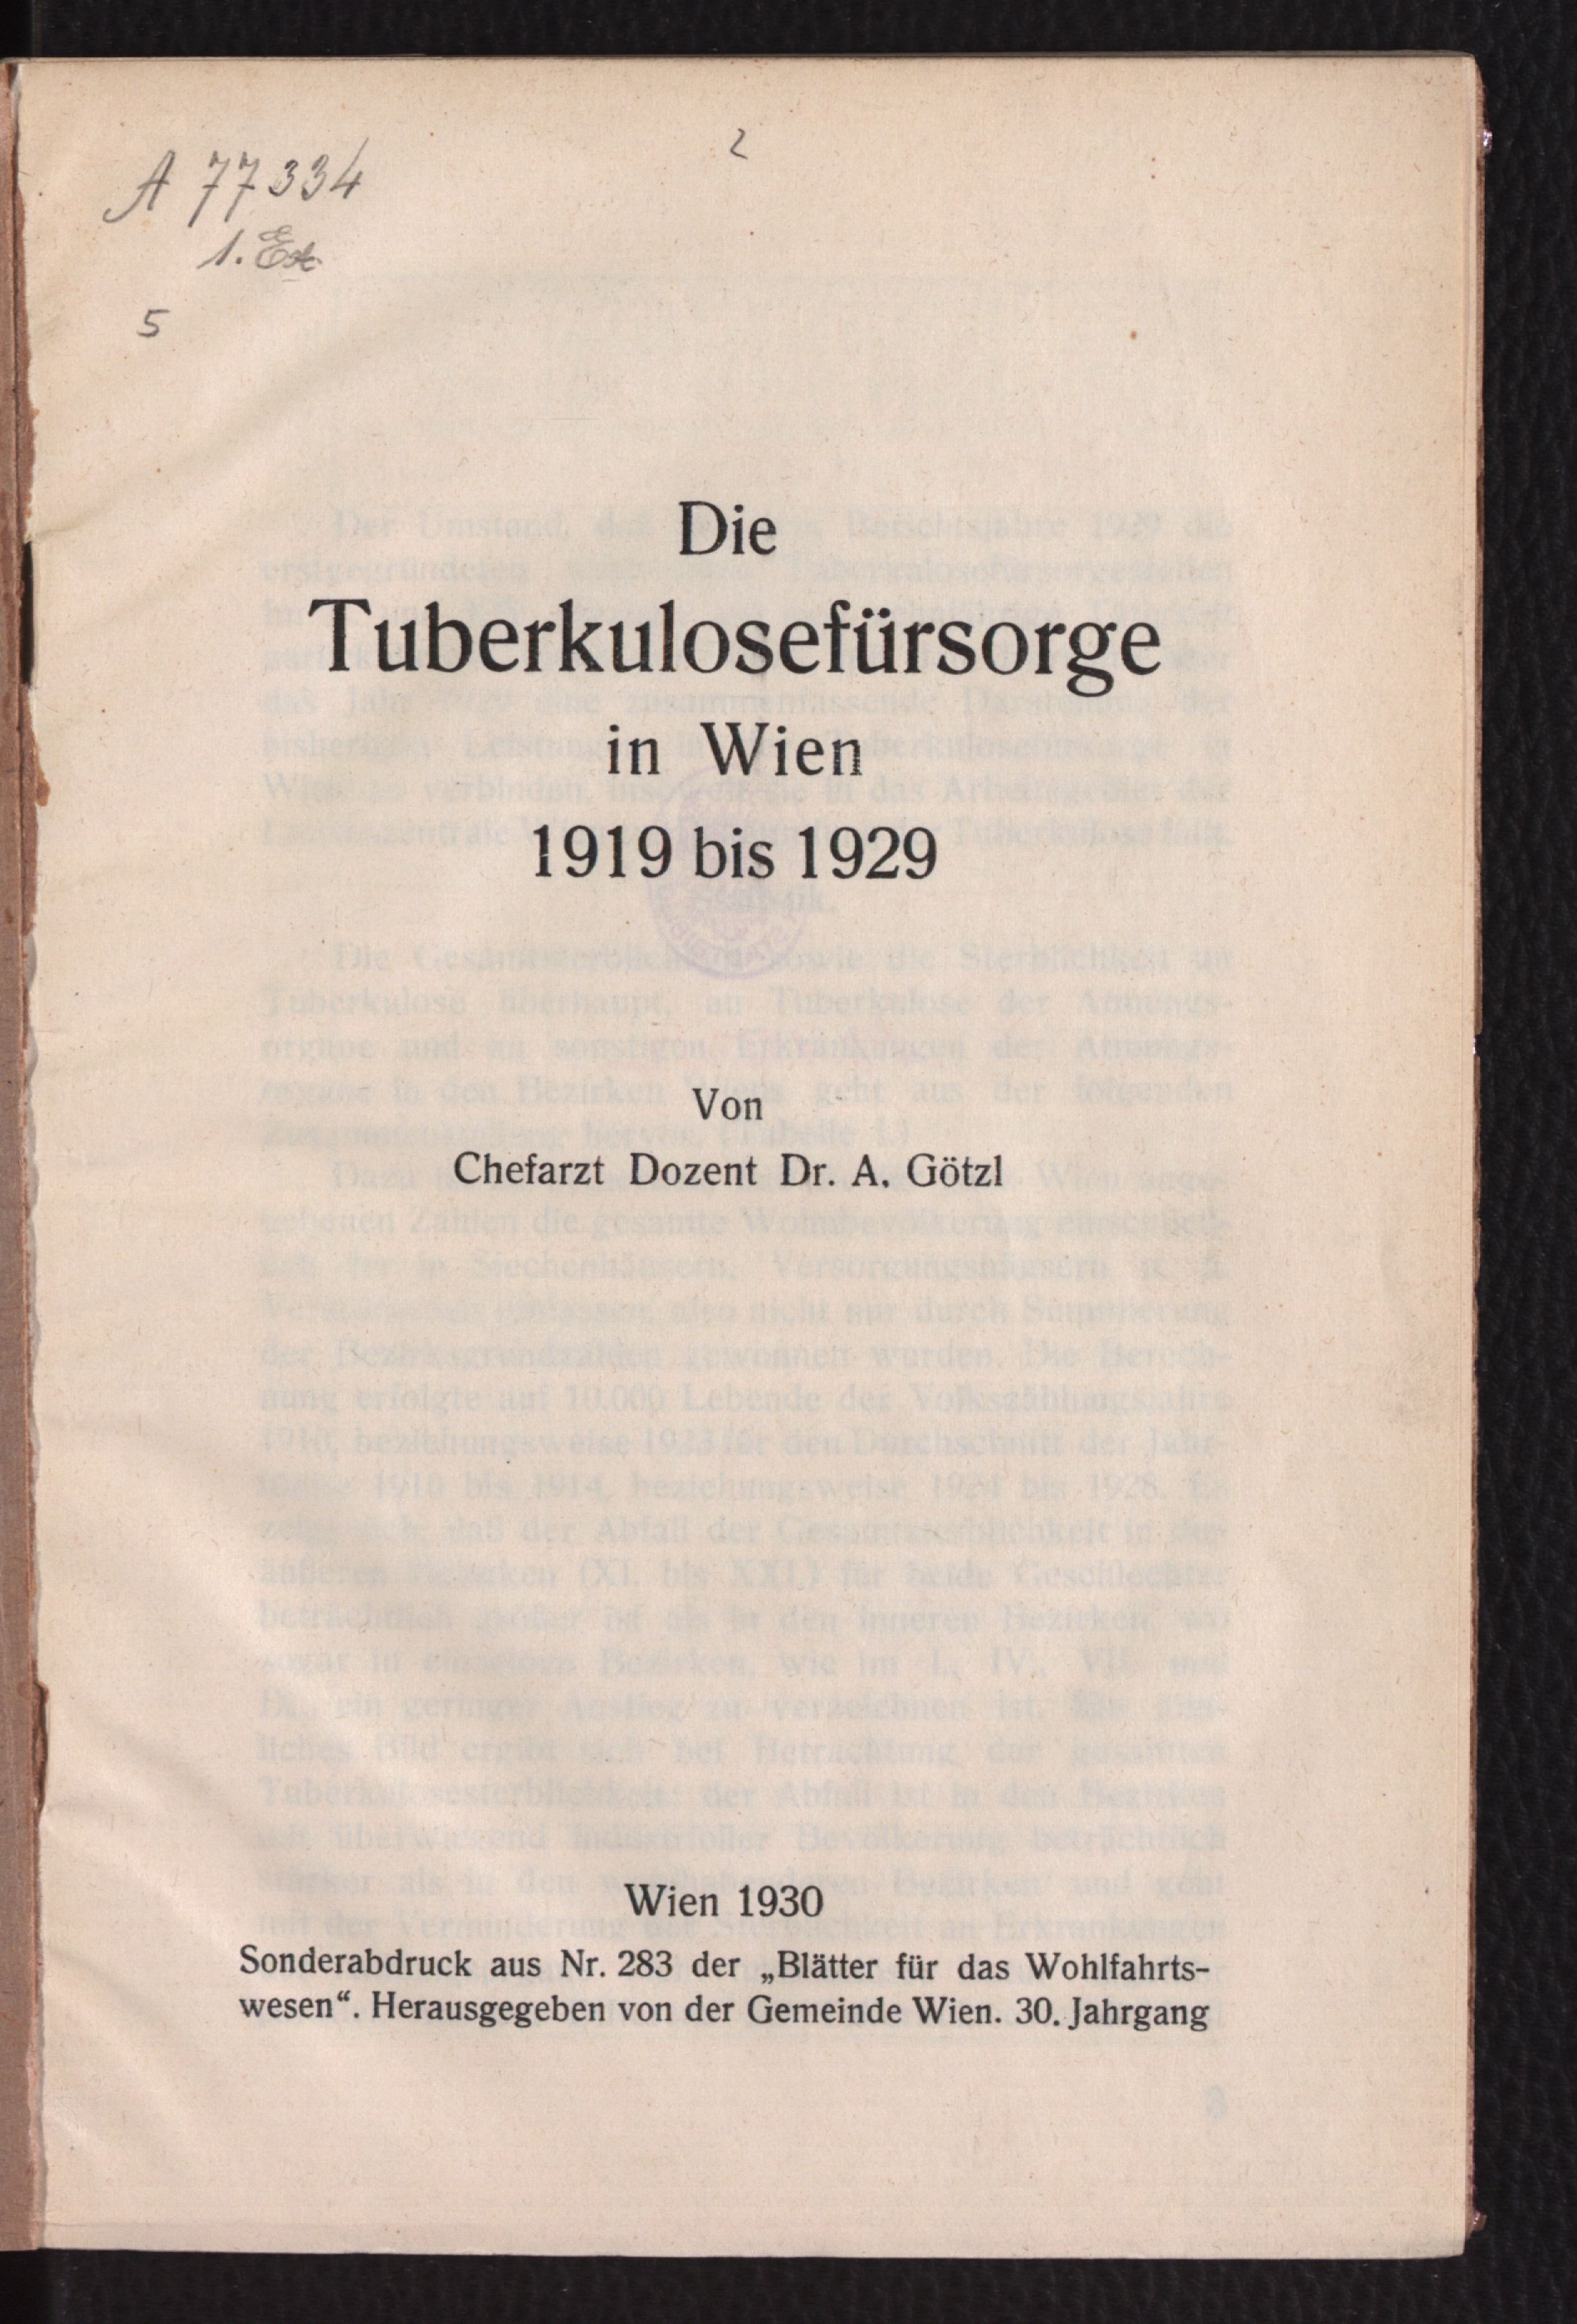 2
A 77334
1. Ex
5
Die
Tuberkulosefürsorge
in Wien
1919 bis 1929
Von
Chefarzt Dozent Dr. A. Götzl
Wien 1930
Sonderabdruck aus Nr. 283 der „Blätter für das Wohlfahrts-
wesen“. Herausgegeben von der Gemeinde Wien. 30. Jahrgang